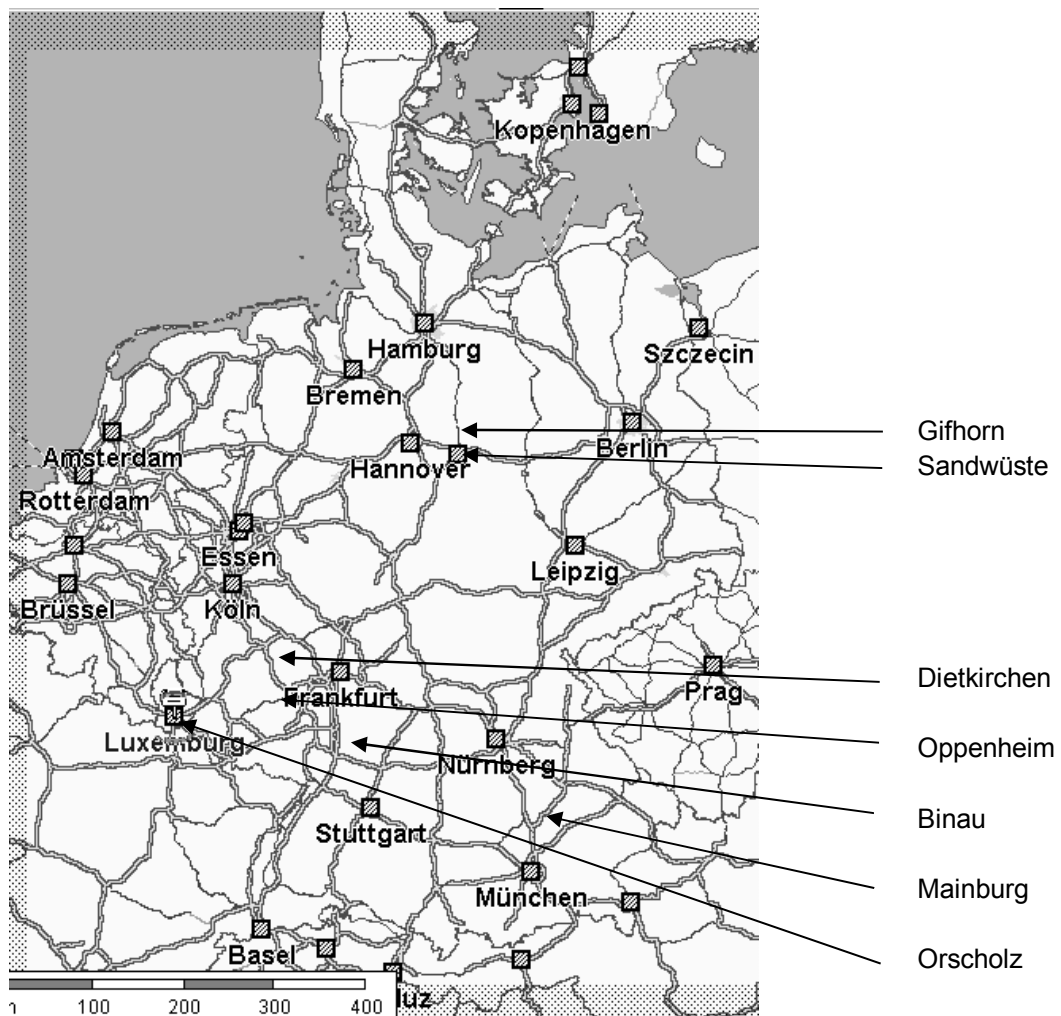 Kopenhagen
Hamburg
Szczecin
Bremen
Gifhorn
Berlin
Amsterdam
Hannover
Sandwüste
Rotterdam
Essen
Leipzig
Brüssel
Köln
Dietkirchen
Prag
Frankfurt
Luxemburg
Oppenheim
Nürnberg
Binau
Stuttgart
Mainburg
München
Basel
Orscholz
100 200 300 400